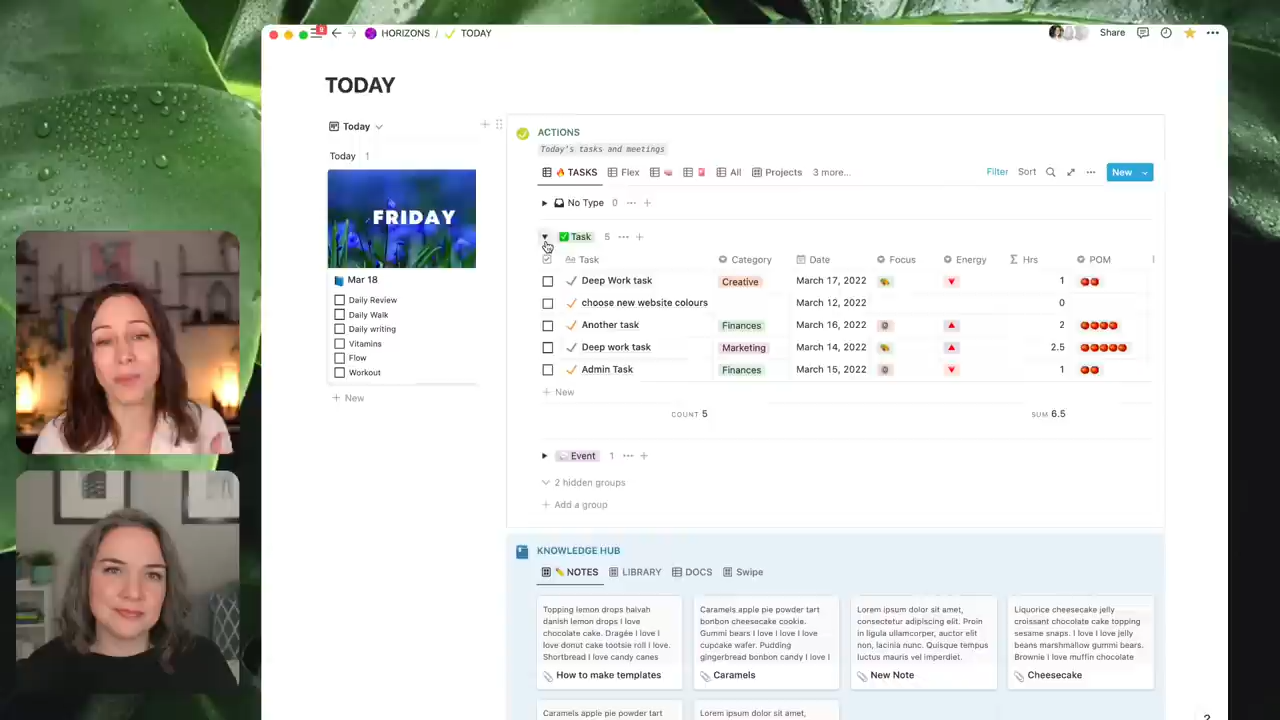 HORIZONS / TODAY
Share
TODAY
Today
Today 1
FRIDAY
Mar 18
Daily Review
Daily Walk
Daily writing
Vitamins
Flow
Workout
+ New
ACTIONS
Today's tasks and meetings
TASKS Flex All Projects 3 more...
Filter Sort New
No Type 0
Task 5
Task Category Date Focus Energy Hrs POM
Deep Work task Creative March 17, 2022 1
choose new website colours March 12, 2022 0
Another task Finances March 16, 2022 2
Deep work task Marketing March 14, 2022 2.5
Admin Task Finances March 15, 2022 1
+ New
COUNT 5 SUM 6.5
Event 1
2 hidden groups
+ Add a group
KNOWLEDGE HUB
NOTES LIBRARY DOCS Swipe
Topping lemon drops halvah
danish lemon drops I love
chocolate cake. Dragée I love I
love donut cake tootsie roll I love.
Shortbread I love candy canes
How to make templates
Caramels apple pie powder tart
bonbon cheesecake cookie.
Gummi bears I love I love I love
cupcake wafer. Pudding
gingerbread bonbon candy I love I
Caramels
Lorem ipsum dolor sit amet,
consectetur adipiscing elit. Proin
in ligula ullamcorper, auctor elit
non, lacinia nunc. Quisque tempus
luctus mauris vel imperdiet.
New Note
Liquorice cheesecake jelly
croissant chocolate cake topping
sesame snaps. I love I love jelly
beans marshmallow gummi bears.
Brownie I love muffin chocolate
Cheesecake
Caramels apple pie powder tart
Lorem ipsum dolor sit amet,